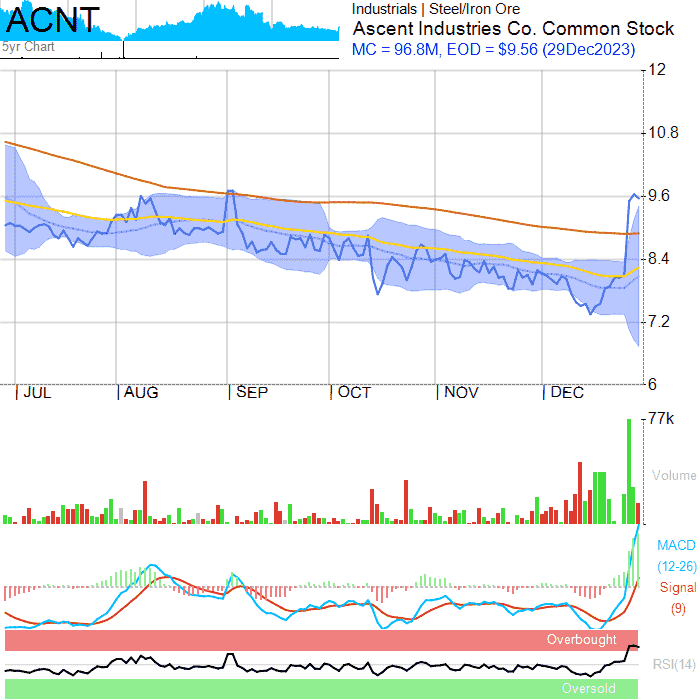 ACNT
5yr Chart
Industrials | Steel/Iron Ore
Ascent Industries Co. Common Stock
MC = 96.8M, EOD = $9.56 (29Dec2023)
12
10.8
9.6
8.4
7.2
6
JUL AUG SEP OCT NOV DEC
77k
Volume
MACD
(12-26)
Signal
(9)
Overbought
RSI(14)
Oversold